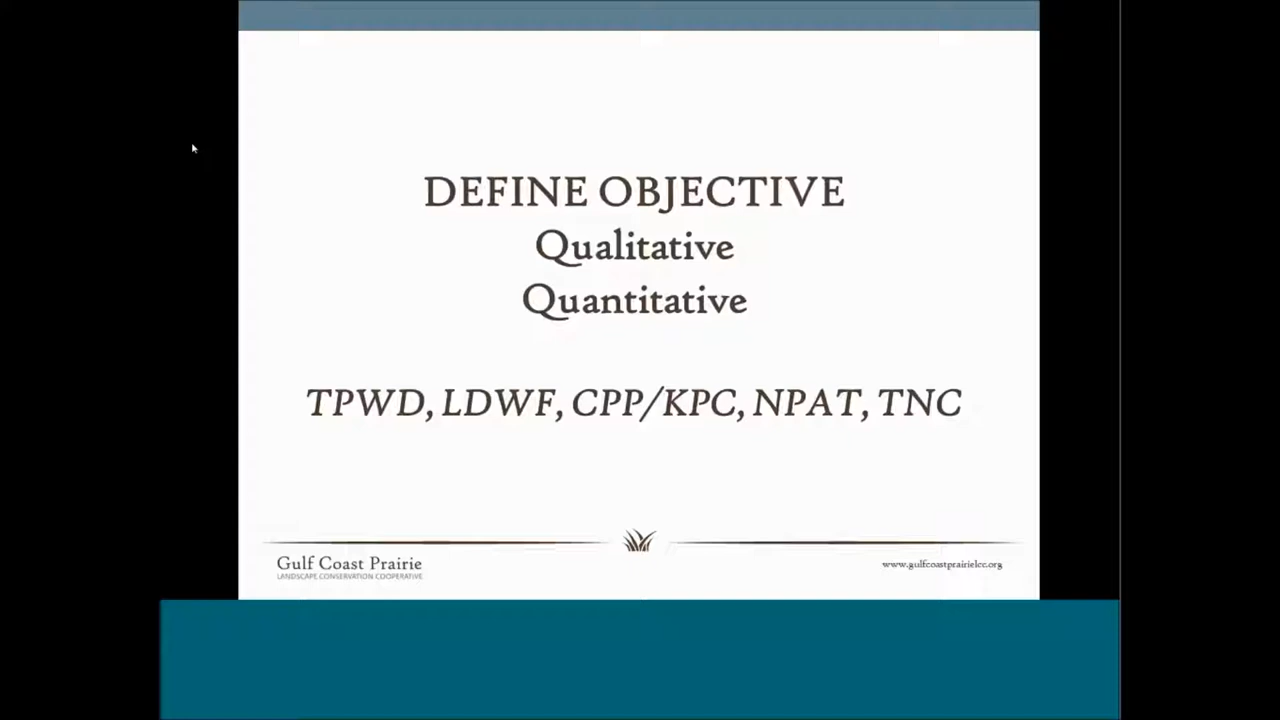 DEFINE OBJECTIVE
Qualitative
Quantitative
TPWD, LDWF, CPP/KPC, NPAT, TNC
Gulf Coast Prairie
LANDSCAPE CONSERVATION COOPERATIVE
www.gulfcoastprairielcc.org